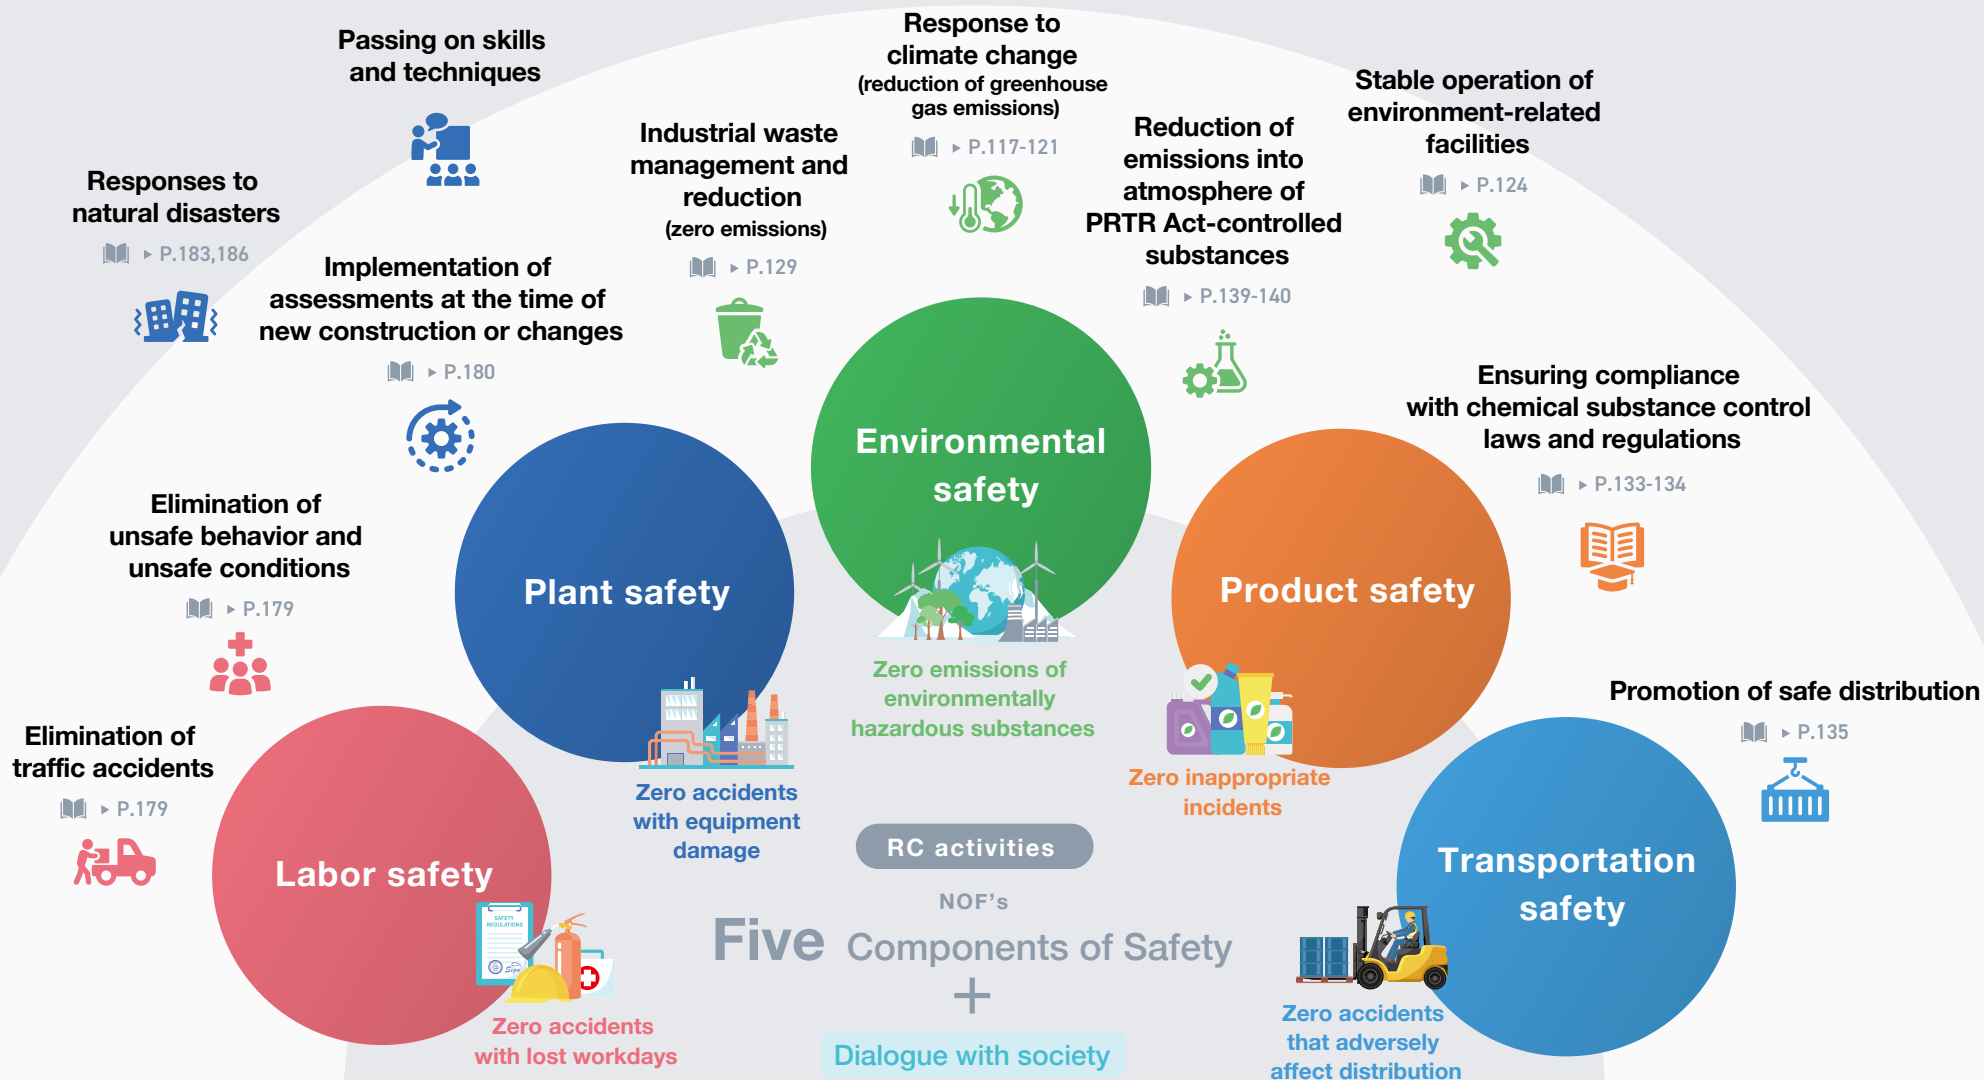 Passing on skills
and techniques
Response to
climate change
(reduction of greenhouse
gas emissions)
▸ P.117-121
Stable operation of
environment-related
facilities
▸ P.124
Industrial waste
management and
reduction
(zero emissions)
▸ P.129
Reduction of
emissions into
atmosphere of
PRTR Act-controlled
substances
▸ P.139-140
Responses to
natural disasters
▸ P.183,186
Implementation of
assessments at the time of
new construction or changes
▸ P.180
Ensuring compliance
with chemical substance control
laws and regulations
▸ P.133-134
Elimination of
unsafe behavior and
unsafe conditions
▸ P.179
Environmental
safety
Plant safety
Product safety
Zero emissions of
environmentally
hazardous substances
Promotion of safe distribution
▸ P.135
Elimination of
traffic accidents
▸ P.179
Zero accidents
with equipment
damage
Zero inappropriate
incidents
Labor safety
SAFETY
REGULATIONS
Sign
Zero accidents
with lost workdays
RC activities
NOF's
Five Components of Safety
+
Dialogue with society
Transportation
safety
Zero accidents
that adversely
affect distribution